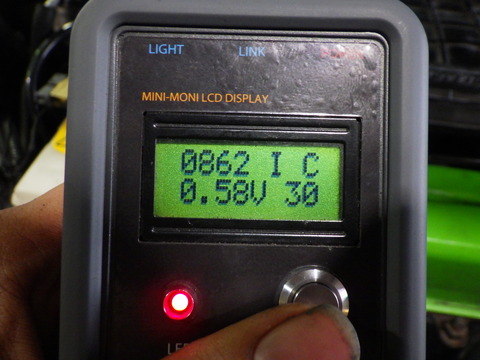 LIGHT LINK
MINI-MONI LCD DISPLAY
0862 I C
0.58V 30